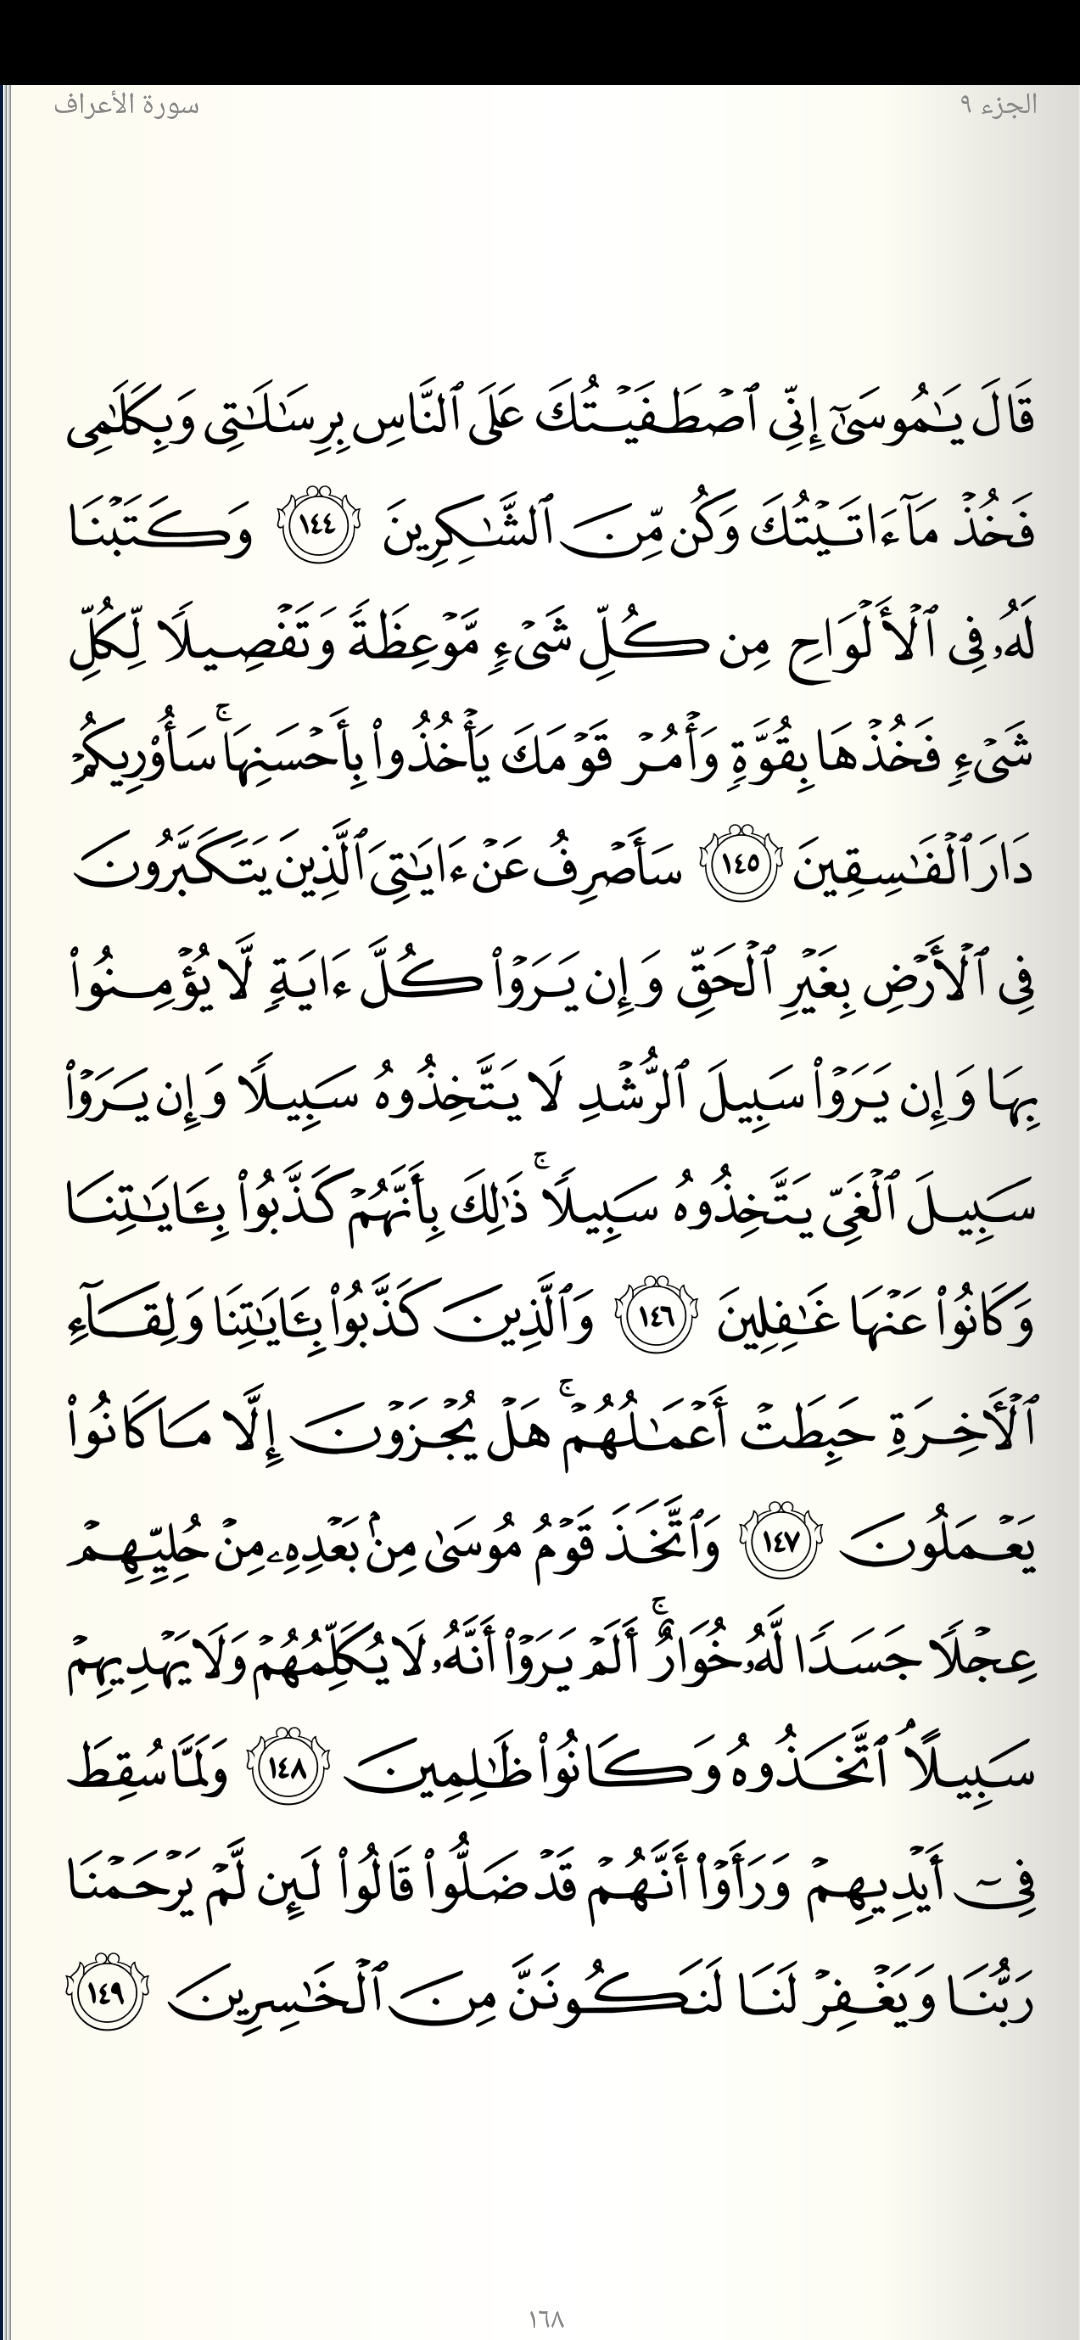 الجزء ٩
سورة الأعراف
قَالَ يَٰمُوسَىٰٓ إِنِّي ٱصۡطَفَيۡتُكَ عَلَى ٱلنَّاسِ بِرِسَٰلَٰتِي وَبِكَلَٰمِي
فَخُذۡ مَآ ءَاتَيۡتُكَ وَكُن مِّنَ ٱلشَّٰكِرِينَ ١٤٤ وَكَتَبۡنَا
لَهُۥ فِي ٱلۡأَلۡوَاحِ مِن كُلِّ شَيۡءٖ مَّوۡعِظَةٗ وَتَفۡصِيلٗا لِّكُلِّ
شَيۡءٖ فَخُذۡهَا بِقُوَّةٖ وَأۡمُرۡ قَوۡمَكَ يَأۡخُذُواْ بِأَحۡسَنِهَاۚ سَأُوْرِيكُمۡ
دَارَ ٱلۡفَٰسِقِينَ ١٤٥ سَأَصۡرِفُ عَنۡ ءَايَٰتِيَ ٱلَّذِينَ يَتَكَبَّرُونَ
فِي ٱلۡأَرۡضِ بِغَيۡرِ ٱلۡحَقِّ وَإِن يَرَوۡاْ كُلَّ ءَايَةٖ لَّا يُؤۡمِنُواْ
بِهَا وَإِن يَرَوۡاْ سَبِيلَ ٱلرُّشۡدِ لَا يَتَّخِذُوهُ سَبِيلٗا وَإِن يَرَوۡاْ
سَبِيلَ ٱلۡغَيِّ يَتَّخِذُوهُ سَبِيلٗاۚ ذَٰلِكَ بِأَنَّهُمۡ كَذَّبُواْ بِـَٔايَٰتِنَا
وَكَانُواْ عَنۡهَا غَٰفِلِينَ ١٤٦ وَٱلَّذِينَ كَذَّبُواْ بِـَٔايَٰتِنَا وَلِقَآءِ
ٱلۡأٓخِرَةِ حَبِطَتۡ أَعۡمَٰلُهُمۡۚ هَلۡ يُجۡزَوۡنَ إِلَّا مَا كَانُواْ
يَعۡمَلُونَ ١٤٧ وَٱتَّخَذَ قَوۡمُ مُوسَىٰ مِنۢ بَعۡدِهِۦ مِنۡ حُلِيِّهِمۡ
عِجۡلٗا جَسَدٗا لَّهُۥ خُوَارٌۚ أَلَمۡ يَرَوۡاْ أَنَّهُۥ لَا يُكَلِّمُهُمۡ وَلَا يَهۡدِيهِمۡ
سَبِيلًاۘ ٱتَّخَذُوهُ وَكَانُواْ ظَٰلِمِينَ ١٤٨ وَلَمَّا سُقِطَ
فِيٓ أَيۡدِيهِمۡ وَرَأَوۡاْ أَنَّهُمۡ قَدۡ ضَلُّواْ قَالُواْ لَئِن لَّمۡ يَرۡحَمۡنَا
رَبُّنَا وَيَغۡفِرۡ لَنَا لَنَكُونَنَّ مِنَ ٱلۡخَٰسِرِينَ ١٤٩
١٦٨